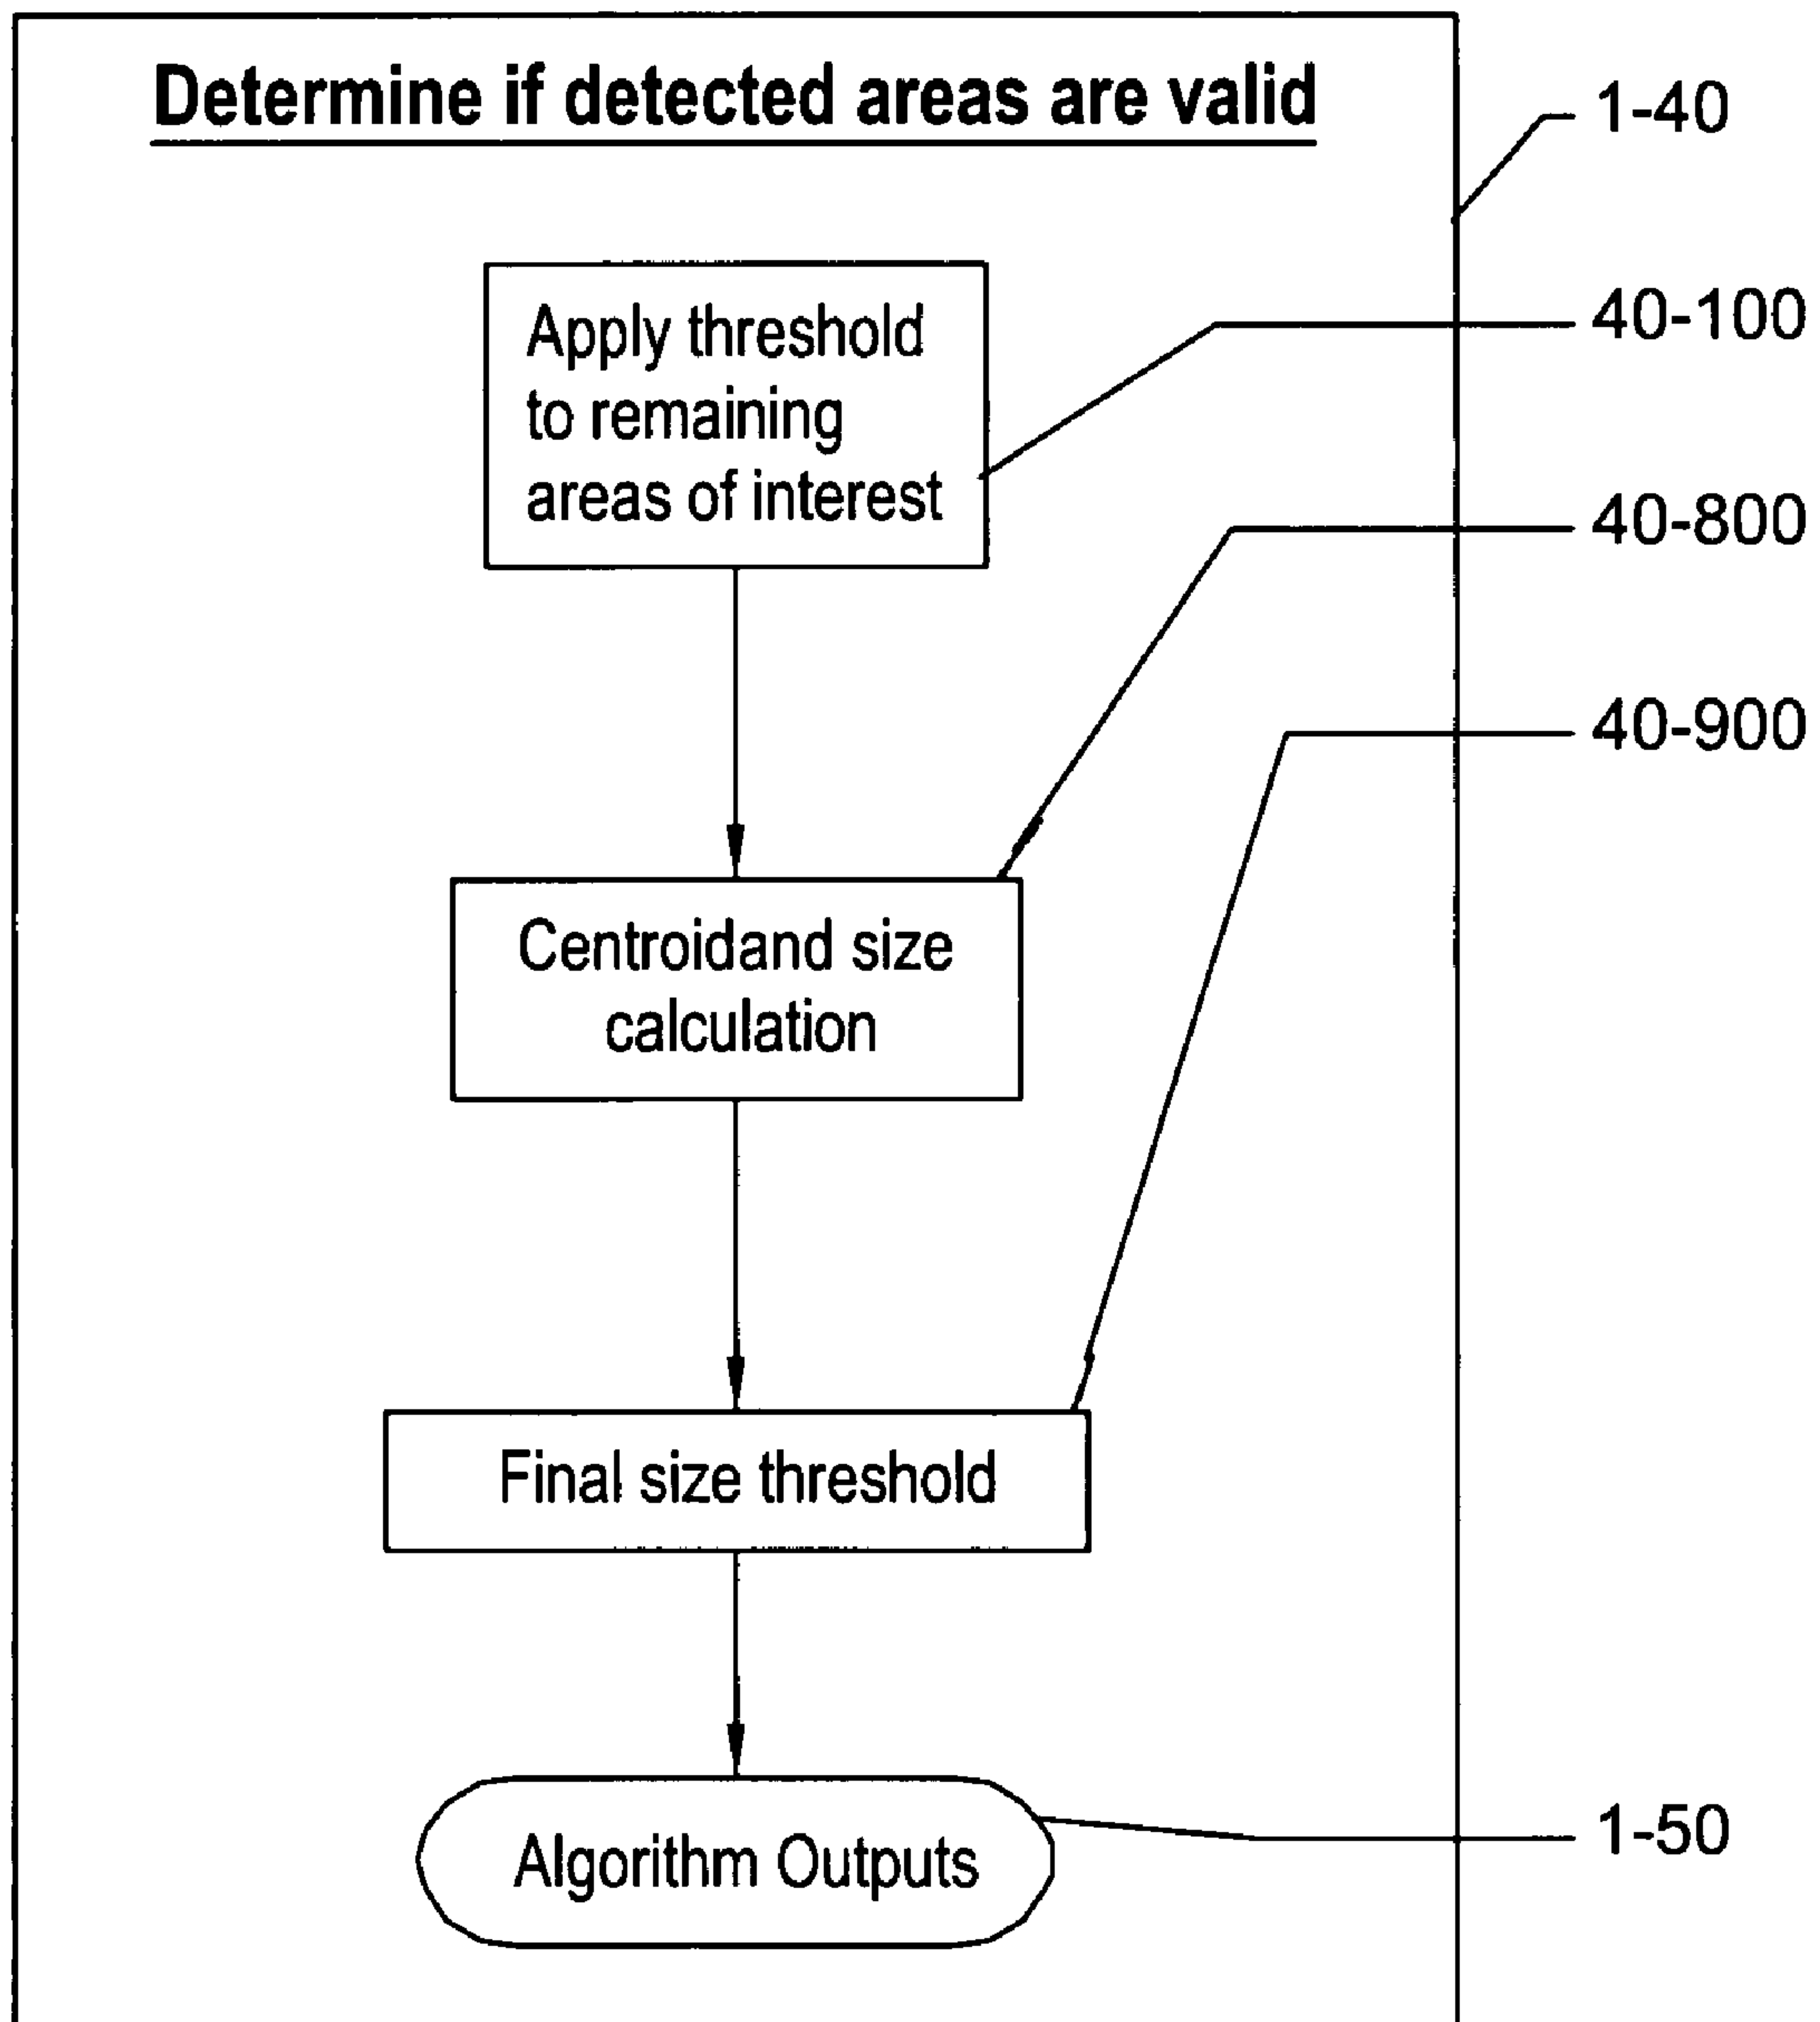 Determine if detected areas are valid
1-40
Apply threshold
to remaining
areas of interest
40-100
40-800
40-900
Centroidand size
calculation
Final size threshold
Algorithm Outputs
1-50